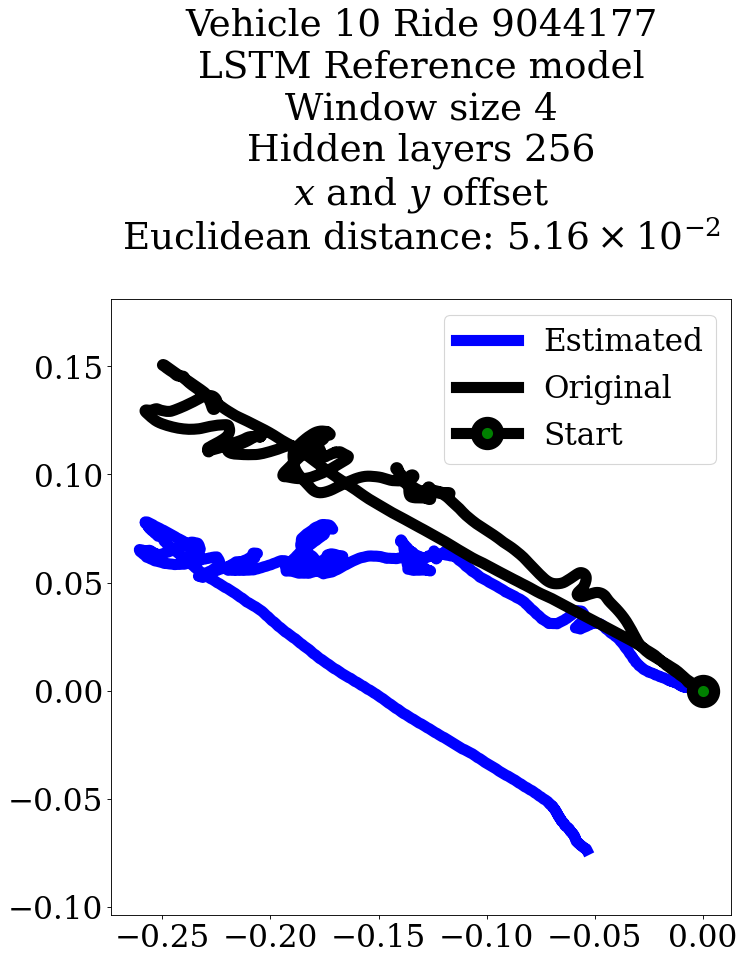 Vehicle 10 Ride 9044177
LSTM Reference model
Window size 4
Hidden layers 256
x and y offset
Euclidean distance: 5.16 × 10⁻²
Estimated
Original
Start
0.15
0.10
0.05
0.00
−0.05
−0.10
−0.25 −0.20 −0.15 −0.10 −0.05 0.00